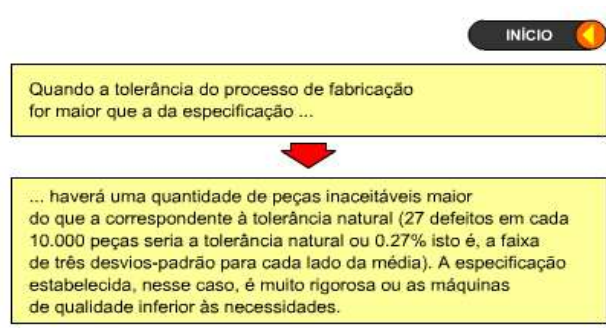 INÍCIO
Quando a tolerância do processo de fabricação
for maior que a da especificação ...
... haverá uma quantidade de peças inaceitáveis maior
do que a correspondente à tolerância natural (27 defeitos em cada
10.000 peças seria a tolerância natural ou 0.27% isto é, a faixa
de três desvios-padrão para cada lado da média). A especificação
estabelecida, nesse caso, é muito rigorosa ou as máquinas
de qualidade inferior às necessidades.